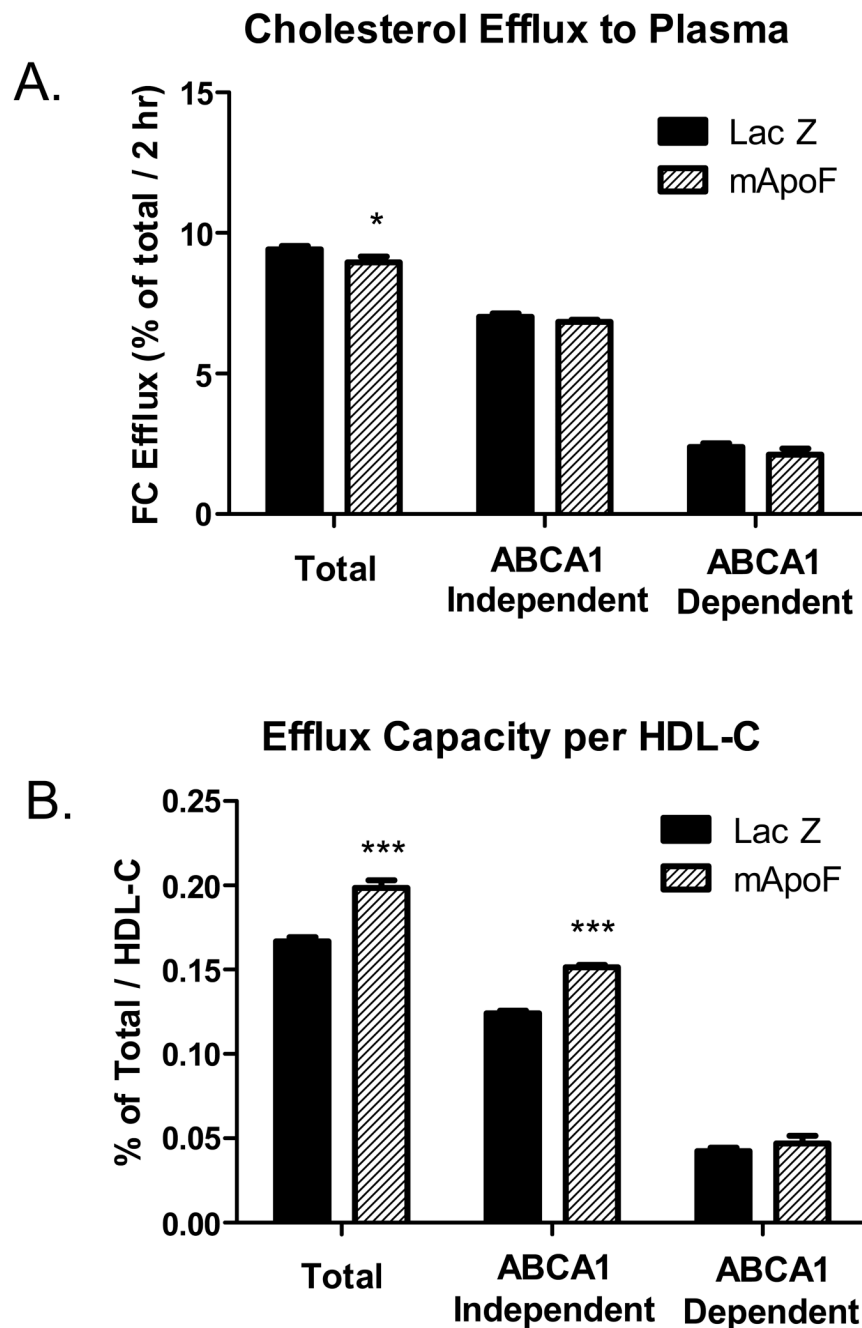 Cholesterol Efflux to Plasma
A.
FC Efflux (% of total / 2 hr)
15
10
5
0
Lac Z
mApoF
*
Total
ABCA1
Independent
ABCA1
Dependent
Efflux Capacity per HDL-C
B.
% of Total / HDL-C
0.25
0.20
0.15
0.10
0.05
0.00
Lac Z
mApoF
***
***
Total
ABCA1
Independent
ABCA1
Dependent